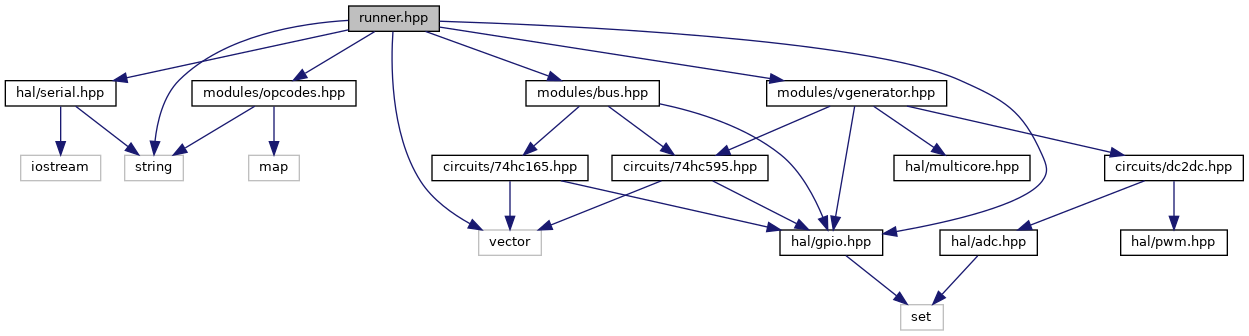 runner.hpp
hal/serial.hpp
modules/opcodes.hpp
modules/bus.hpp
modules/vgenerator.hpp
iostream
string
map
circuits/74hc165.hpp
circuits/74hc595.hpp
hal/multicore.hpp
circuits/dc2dc.hpp
vector
hal/gpio.hpp
hal/adc.hpp
hal/pwm.hpp
set